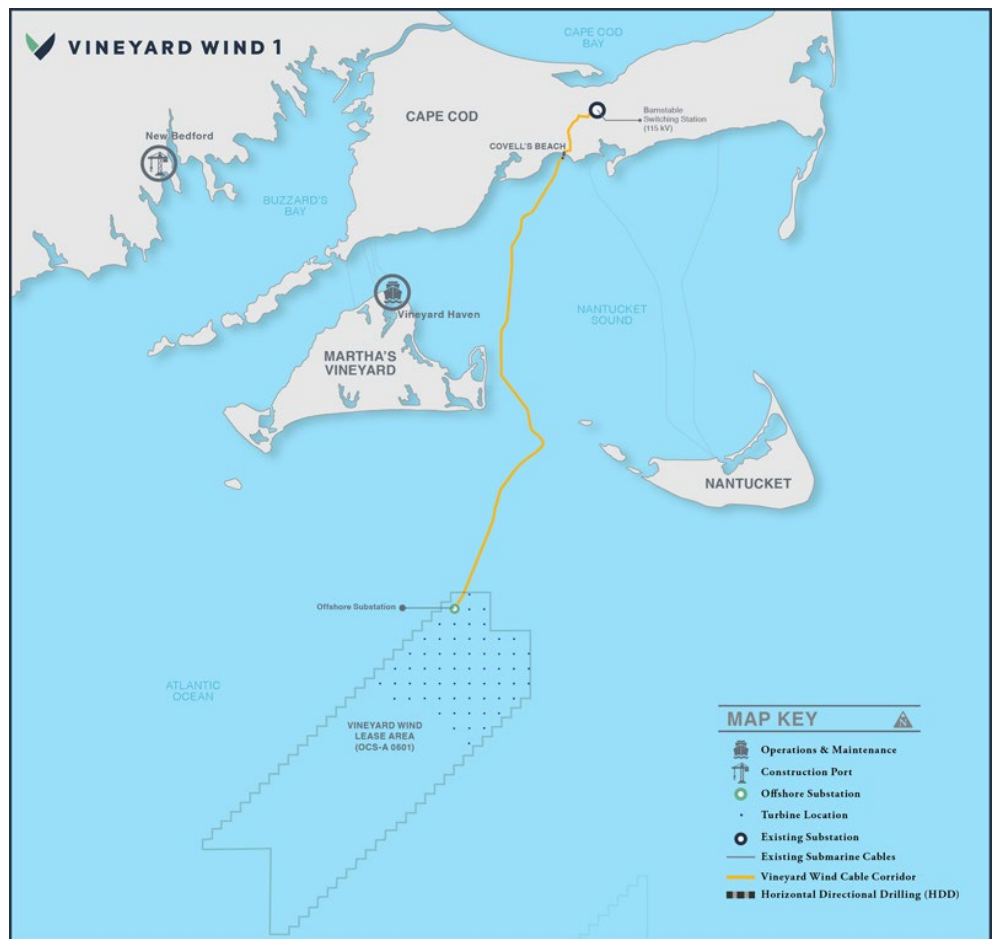 VINEYARD WIND 1
CAPE COD
BAY
CAPE COD
Barnstable
Switching Station
(115 kV)
New Bedford
COVELL'S BEACH
BUZZARD'S
BAY
Vineyard Haven
NANTUCKET
SOUND
MARTHA'S
VINEYARD
NANTUCKET
Offshore Substation
ATLANTIC
OCEAN
VINEYARD WIND
LEASE AREA
(OCS-A 0501)
MAP KEY
N
Operations & Maintenance
Construction Port
Offshore Substation
Turbine Location
Existing Substation
Existing Submarine Cables
Vineyard Wind Cable Corridor
Horizontal Directional Drilling (HDD)